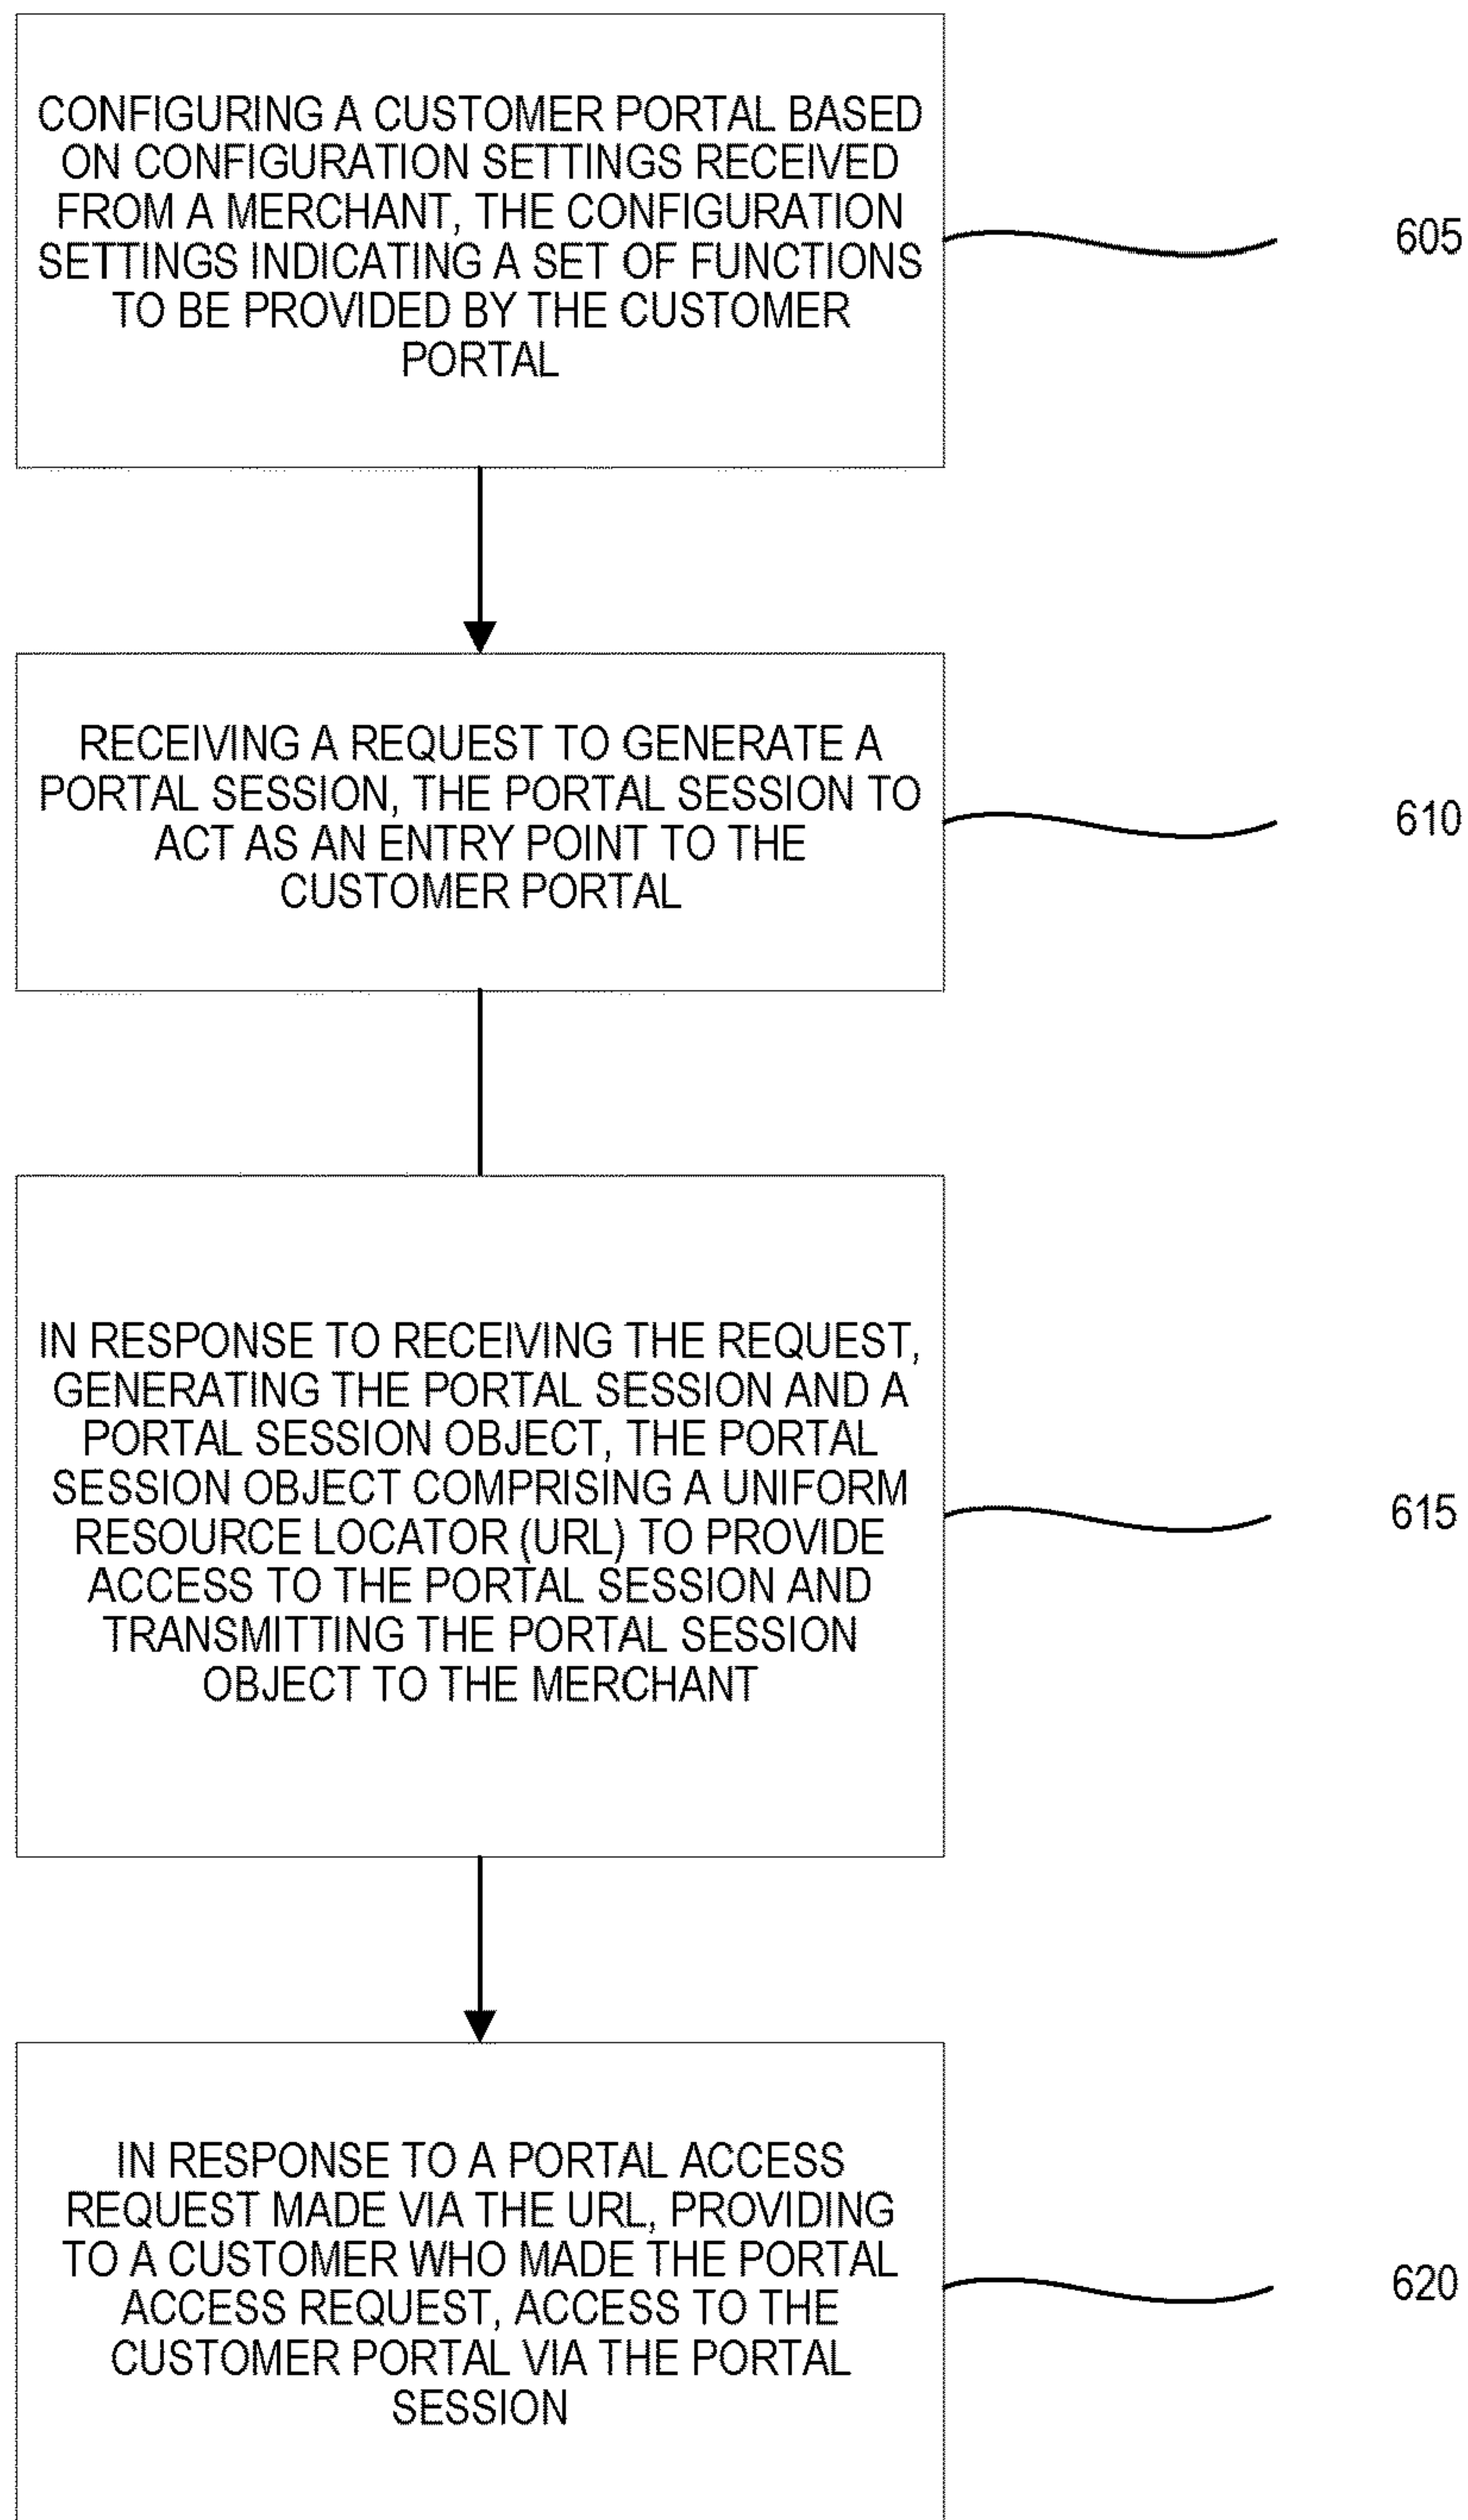 CONFIGURING A CUSTOMER PORTAL BASED
ON CONFIGURATION SETTINGS RECEIVED
FROM A MERCHANT, THE CONFIGURATION
SETTINGS INDICATING A SET OF FUNCTIONS
TO BE PROVIDED BY THE CUSTOMER
PORTAL
605
RECEIVING A REQUEST TO GENERATE A
PORTAL SESSION, THE PORTAL SESSION TO
ACT AS AN ENTRY POINT TO THE
CUSTOMER PORTAL
610
IN RESPONSE TO RECEIVING THE REQUEST,
GENERATING THE PORTAL SESSION AND A
PORTAL SESSION OBJECT, THE PORTAL
SESSION OBJECT COMPRISING A UNIFORM
RESOURCE LOCATOR (URL) TO PROVIDE
ACCESS TO THE PORTAL SESSION AND
TRANSMITTING THE PORTAL SESSION
OBJECT TO THE MERCHANT
615
IN RESPONSE TO A PORTAL ACCESS
REQUEST MADE VIA THE URL, PROVIDING
TO A CUSTOMER WHO MADE THE PORTAL
ACCESS REQUEST, ACCESS TO THE
CUSTOMER PORTAL VIA THE PORTAL
SESSION
620